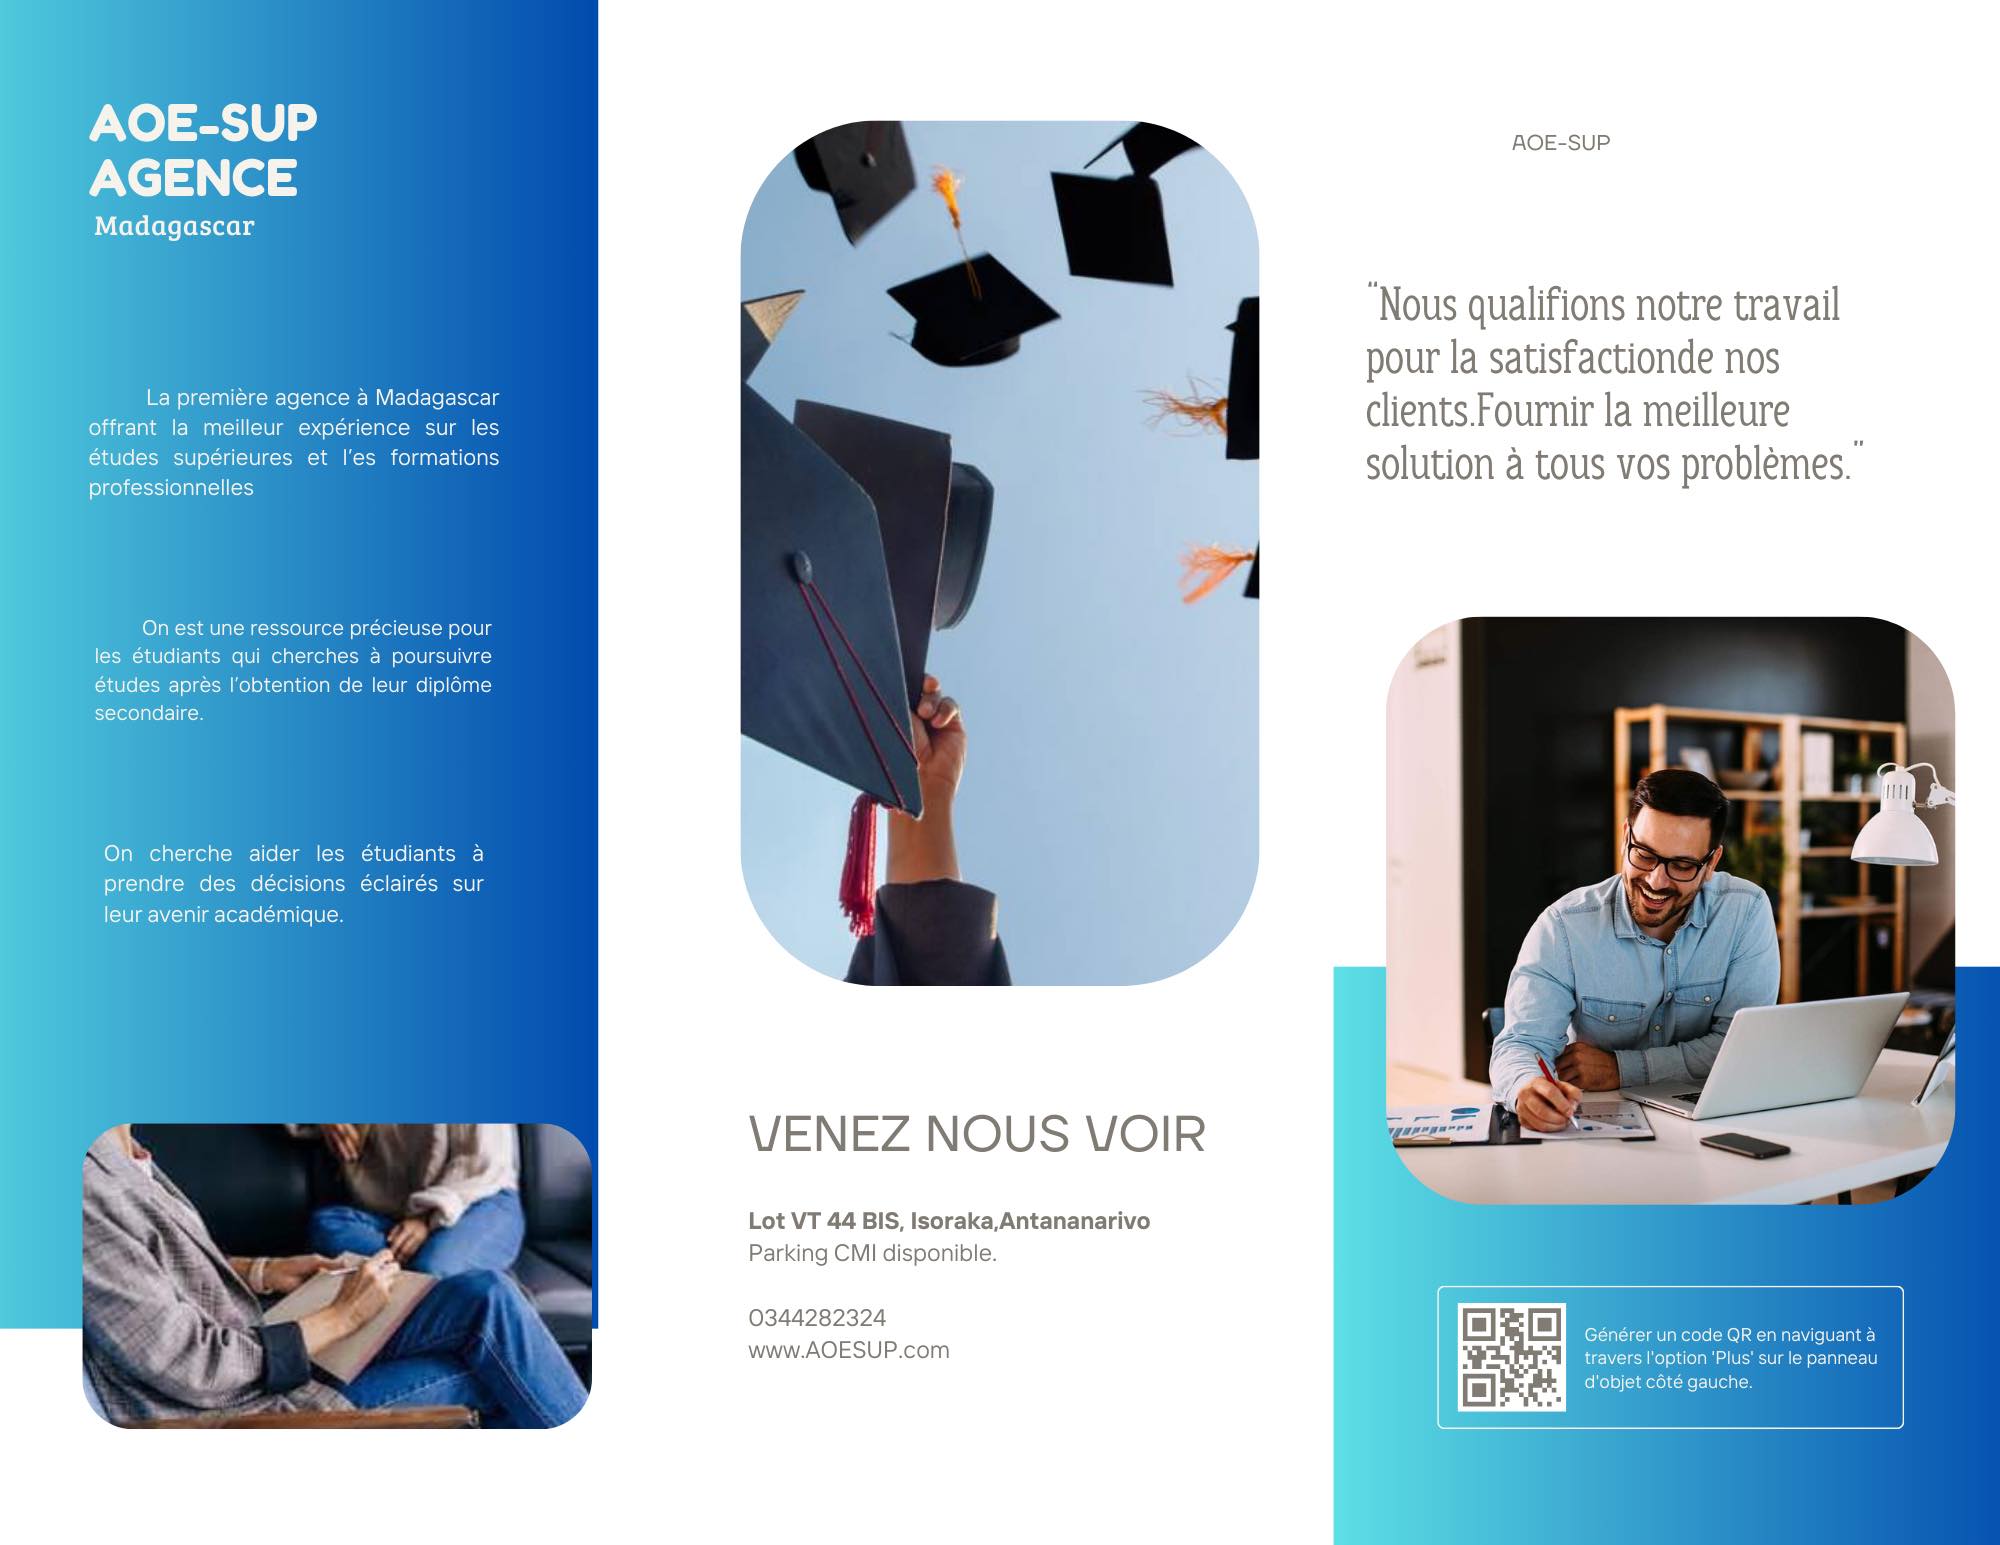 AOE-SUP
AGENCE
Madagascar
La première agence à Madagascar
offrant la meilleur expérience sur les
études supérieures et l'es formations
professionnelles
On est une ressource précieuse pour
les étudiants qui cherches à poursuivre
études après l'obtention de leur diplôme
secondaire.
On cherche aider les étudiants à
prendre des décisions éclairés sur
leur avenir académique.
VENEZ NOUS VOIR
Lot VT 44 BIS, Isoraka,Antananarivo
Parking CMI disponible.
0344282324
www.AOESUP.com
AOE-SUP
"Nous qualifions notre travail
pour la satisfactionde nos
clients.Fournir la meilleure
solution à tous vos problèmes."
Générer un code QR en naviguant à
travers l'option 'Plus' sur le panneau
d'objet côté gauche.